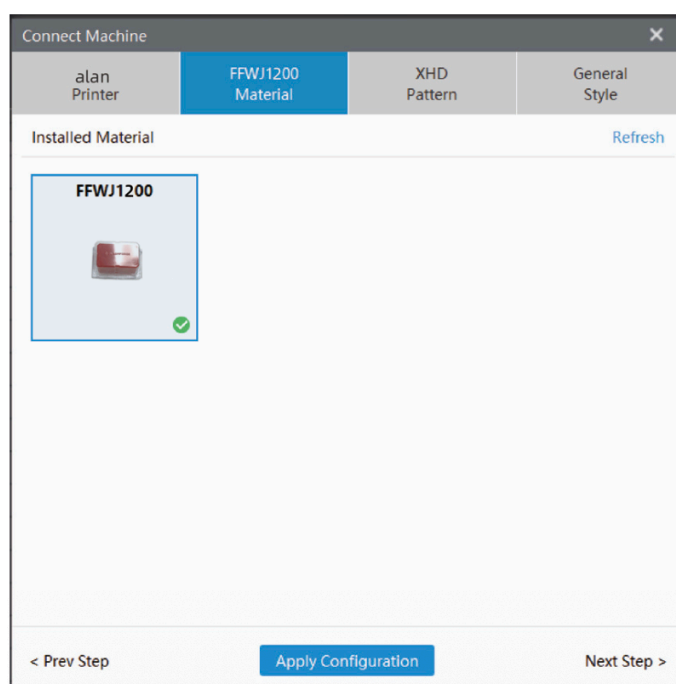 Connect Machine
alan
Printer
FFWJ1200
Material
XHD
Pattern
General
Style
Installed Material
Refresh
FFWJ1200
< Prev Step
Apply Configuration
Next Step >